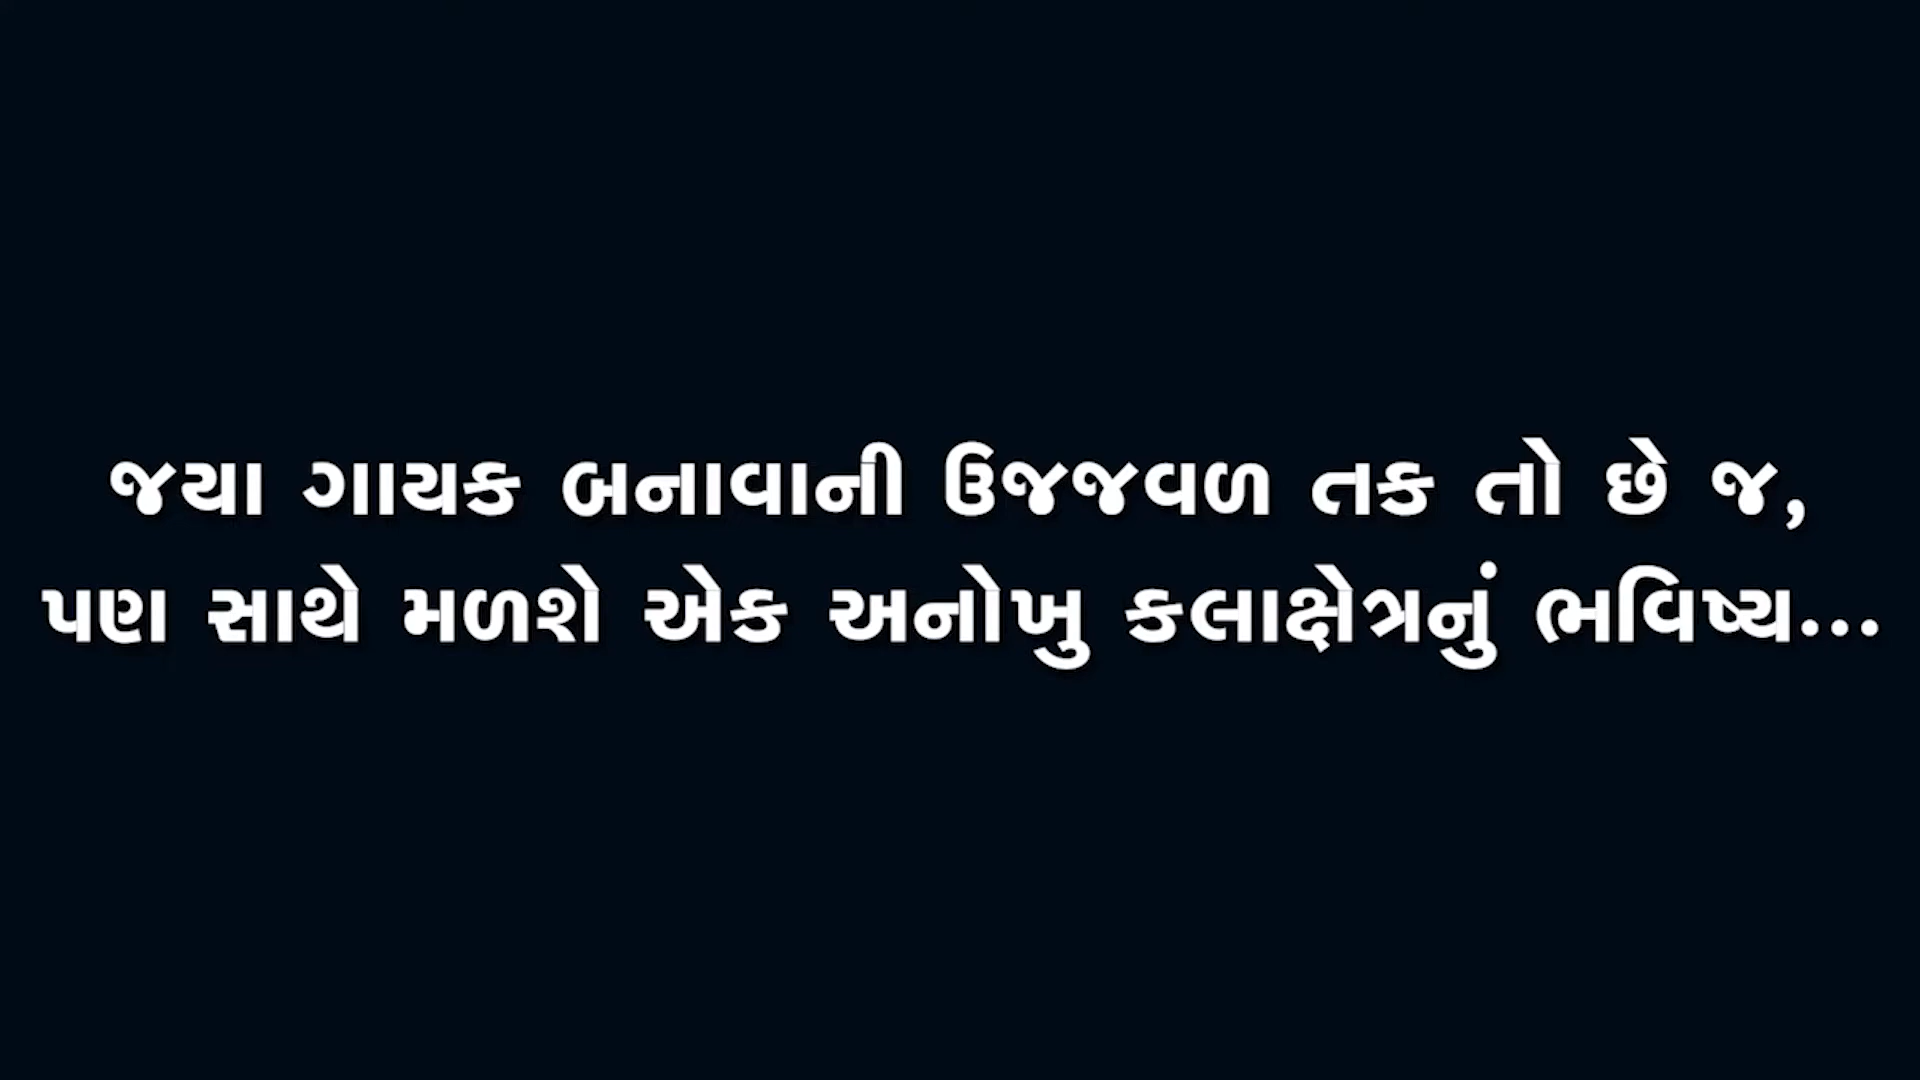 જયા ગાયક બનાવાની ઉજજવળ તક તો છે જ,
પણ સાથે મળશે એક અનોખુ કલાક્ષેત્રનું ભવિષ્ય...